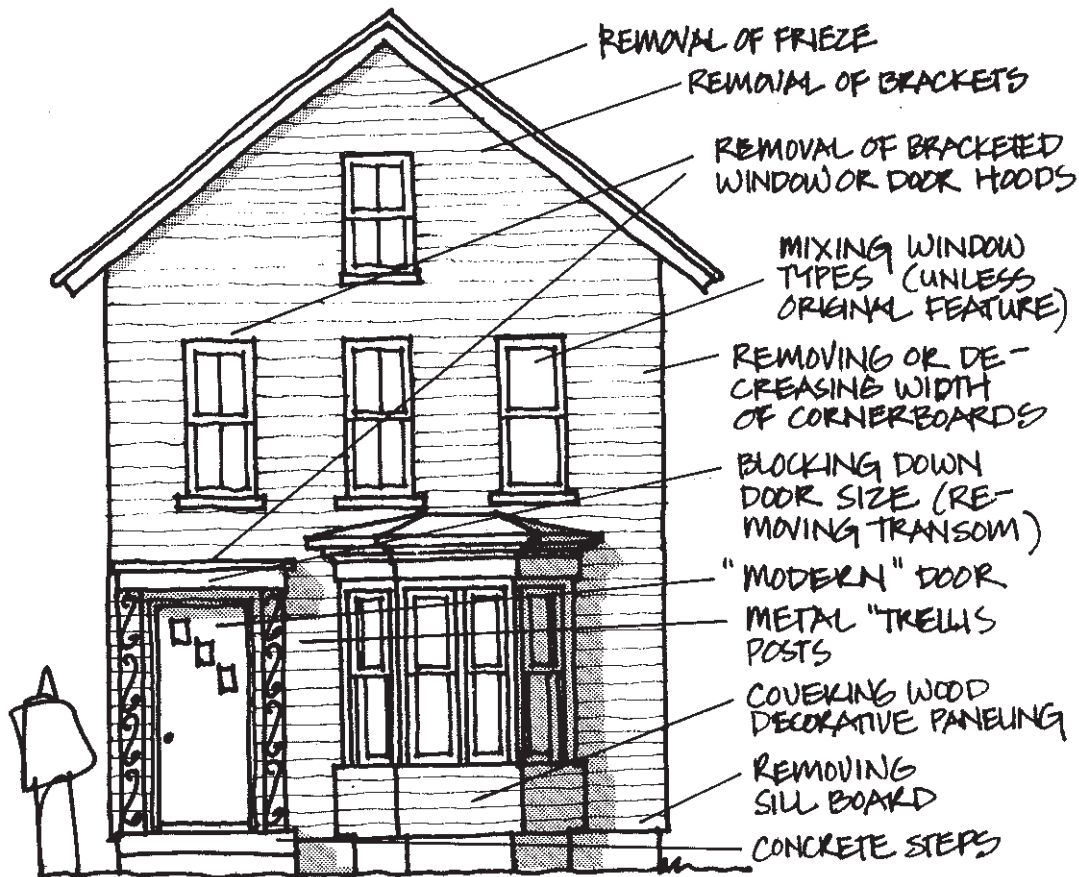 REMOVAL OF FRIEZE
REMOVAL OF BRACKETS
REMOVAL OF BRACKETED
WINDOW OR DOOR HOODS
MIXING WINDOW
TYPES (UNLESS
ORIGINAL FEATURE)
REMOVING OR DE-
CREASING WIDTH
OF CORNERBOARDS
BLOCKING DOWN
DOOR SIZE (RE-
MOVING TRANSOM)
"MODERN" DOOR
METAL "TRELLIS
POSTS
COVERING WOOD
DECORATIVE PANELING
REMOVING
SILL BOARD
CONCRETE STEPS